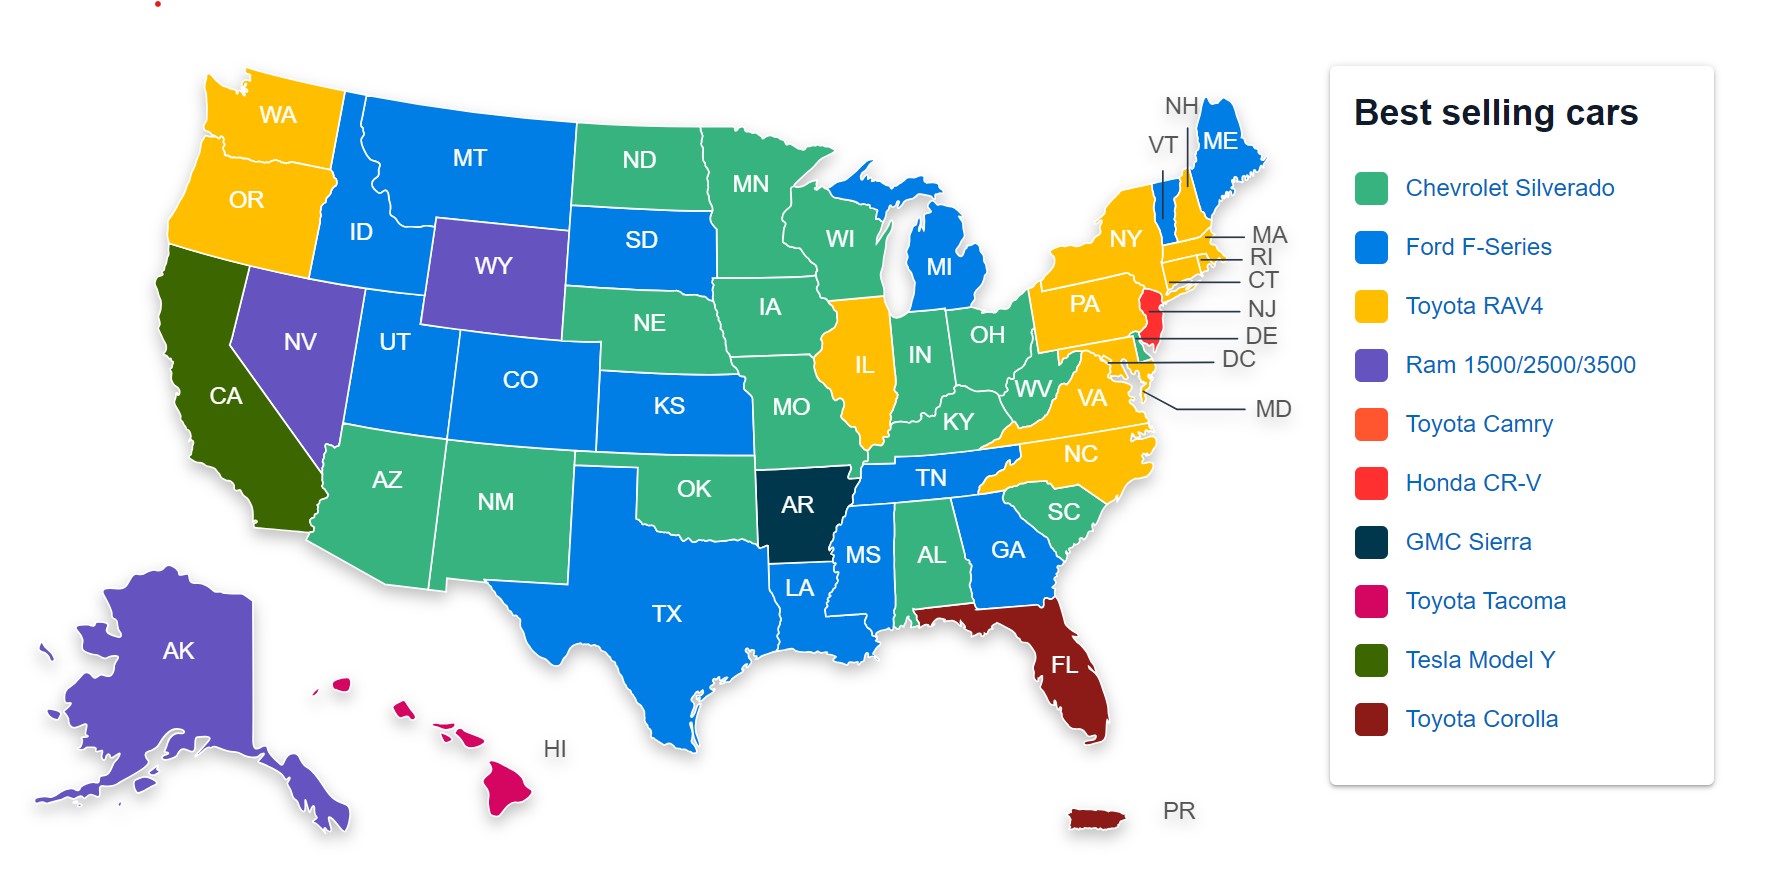 NH
VT
ME
WA
MT
ND
MN
OR
ID
SD
WI
NY
MA
RI
WY
MI
CT
PA
NJ
NE
IA
OH
DE
NV
UT
IN
IL
DC
CO
KS
CA
MO
WV
VA
MD
KY
NC
AZ
NM
OK
TN
AR
SC
MS
AL
GA
LA
TX
AK
FL
HI
PR
Best selling cars
Chevrolet Silverado
Ford F-Series
Toyota RAV4
Ram 1500/2500/3500
Toyota Camry
Honda CR-V
GMC Sierra
Toyota Tacoma
Tesla Model Y
Toyota Corolla